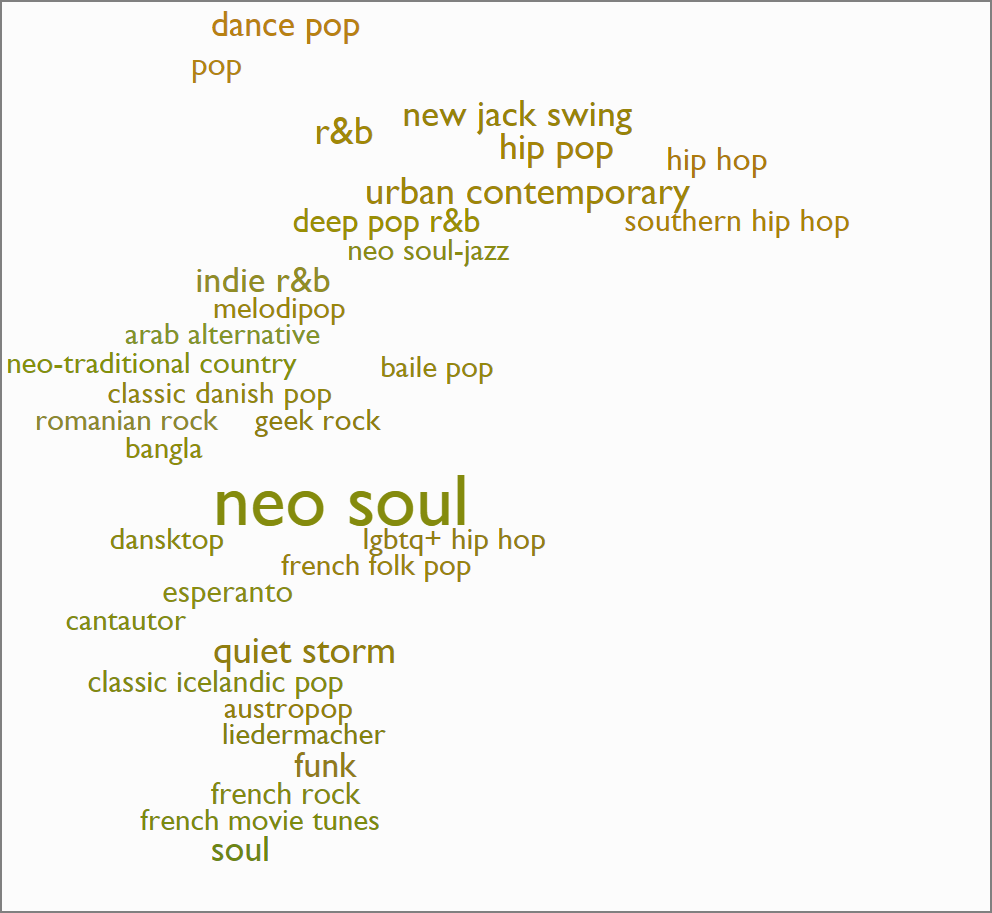 dance pop
pop
new jack swing
r&b
hip pop
hip hop
urban contemporary
deep pop r&b
southern hip hop
neo soul-jazz
indie r&b
melodipop
arab alternative
neo-traditional country
baile pop
classic danish pop
romanian rock
geek rock
bangla
neo soul
dansktop
lgbtq+ hip hop
french folk pop
esperanto
cantautor
quiet storm
classic icelandic pop
austropop
liedermacher
funk
french rock
french movie tunes
soul